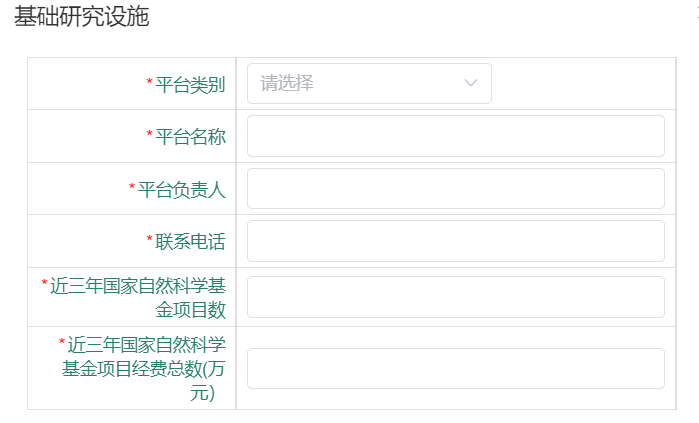 基础研究设施
*平台类别
请选择
*平台名称
*平台负责人
*联系电话
*近三年国家自然科学基
金项目数
*近三年国家自然科学
基金项目经费总数(万
元）